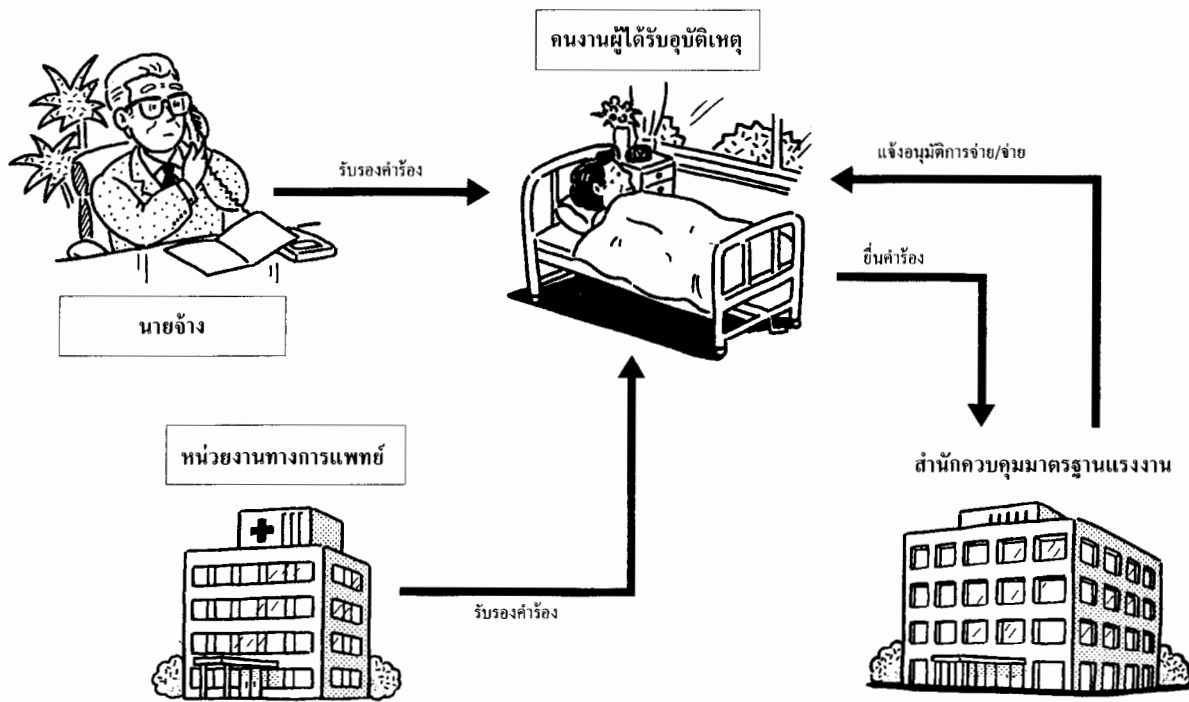 คนงานผู้ได้รับอุบัติเหตุ
รับรองคำร้อง
แจ้งอนุมัติการจ่าย/จ่าย
ยื่นคำร้อง
นายจ้าง
หน่วยงานทางการแพทย์
สำนักควบคุมมาตรฐานแรงงาน
รับรองคำร้อง